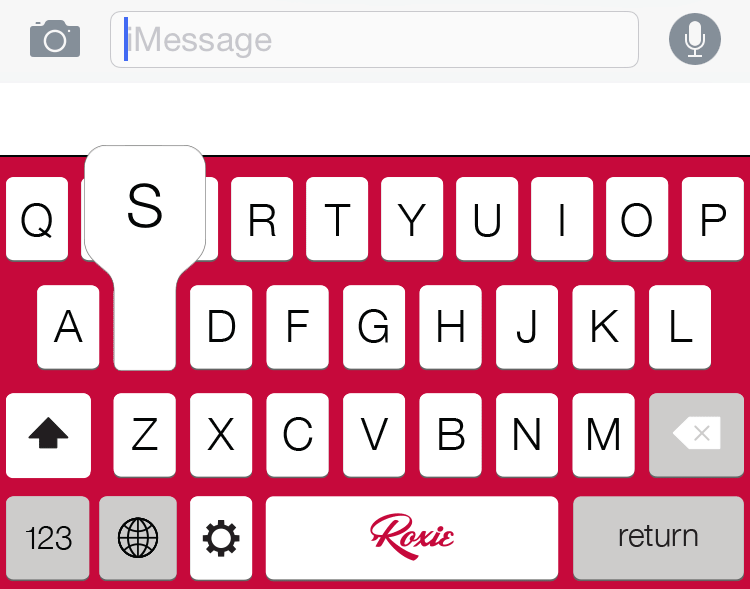 iMessage
S
Q R T Y U I O P
A D F G H J K L
Z X C V B N M
123 Roxie return